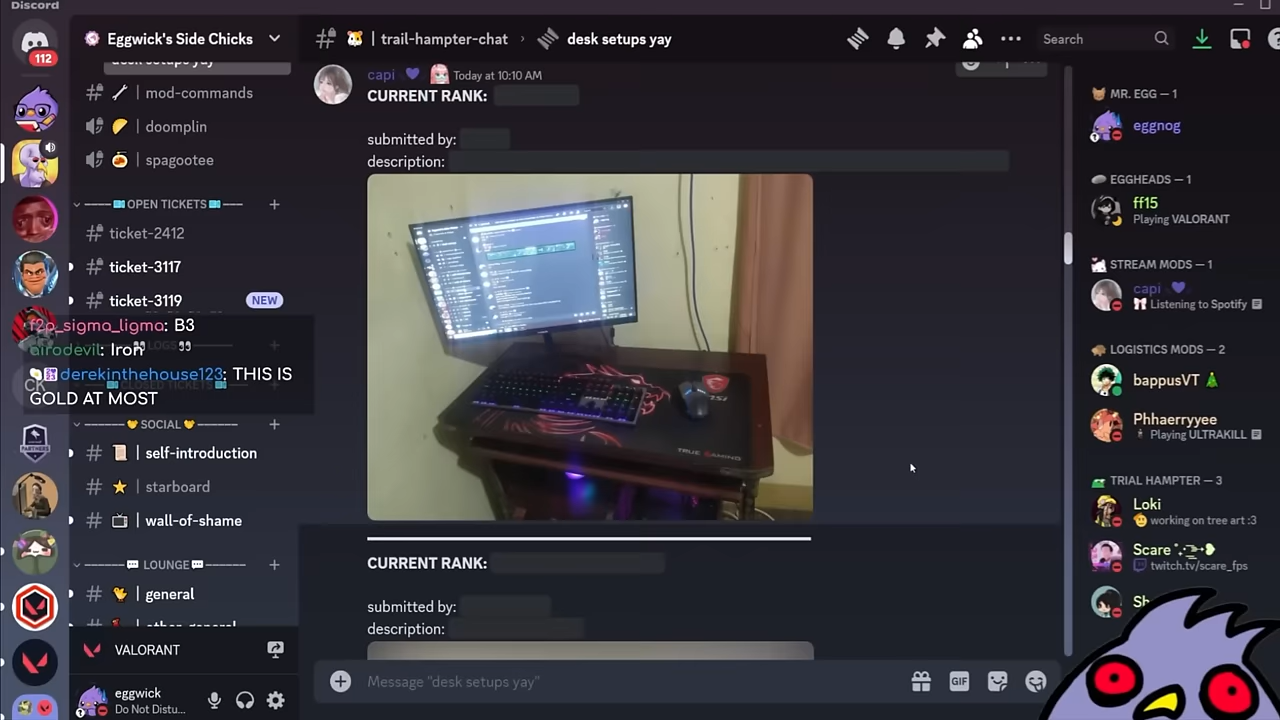 Discord
112
Eggwick's Side Chicks
desk setups yay
mod-commands
doomplin
spagootee
OPEN TICKETS
ticket-2412
ticket-3117
ticket-3119 NEW
f2p_sigma_ligma: B3
airodevil: Iron
derekinthehouse123: THIS IS
GOLD AT MOST
SOCIAL
self-introduction
starboard
wall-of-shame
LOUNGE
general
VALORANT
eggwick
Do Not Distu...
trail-hampter-chat › desk setups yay
Search
capi Today at 10:10 AM
CURRENT RANK:
submitted by:
description:
TRUE GAMING
CURRENT RANK:
submitted by:
description:
Message "desk setups yay"
GIF
MR. EGG — 1
eggnog
EGGHEADS — 1
ff15
Playing VALORANT
STREAM MODS — 1
capi
Listening to Spotify
LOGISTICS MODS — 2
bappusVT
Phhaerryyee
Playing ULTRAKILL
TRIAL HAMPTER — 3
Loki
working on tree art :3
Scare
twitch.tv/scare_fps